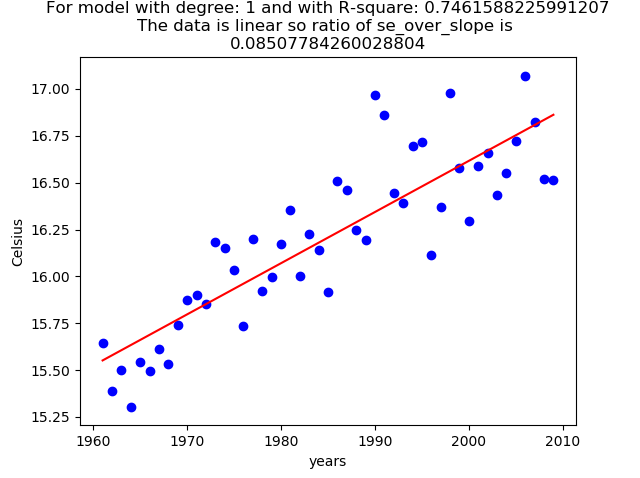 For model with degree: 1 and with R-square: 0.7461588225991207
The data is linear so ratio of se_over_slope is
0.08507784260028804
17.00
16.75
16.50
16.25
16.00
15.75
15.50
15.25
Celsius
1960 1970 1980 1990 2000 2010
years